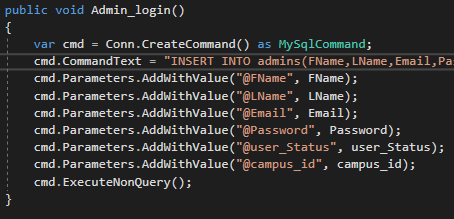 public void Admin_login()
{
var cmd = Conn.CreateCommand() as MySqlCommand;
cmd.CommandText = "INSERT INTO admins(FName,LName,Email,Pa
cmd.Parameters.AddWithValue("@FName", FName);
cmd.Parameters.AddWithValue("@LName", LName);
cmd.Parameters.AddWithValue("@Email", Email);
cmd.Parameters.AddWithValue("@Password", Password);
cmd.Parameters.AddWithValue("@user_Status", user_Status);
cmd.Parameters.AddWithValue("@campus_id", campus_id);
cmd.ExecuteNonQuery();
}